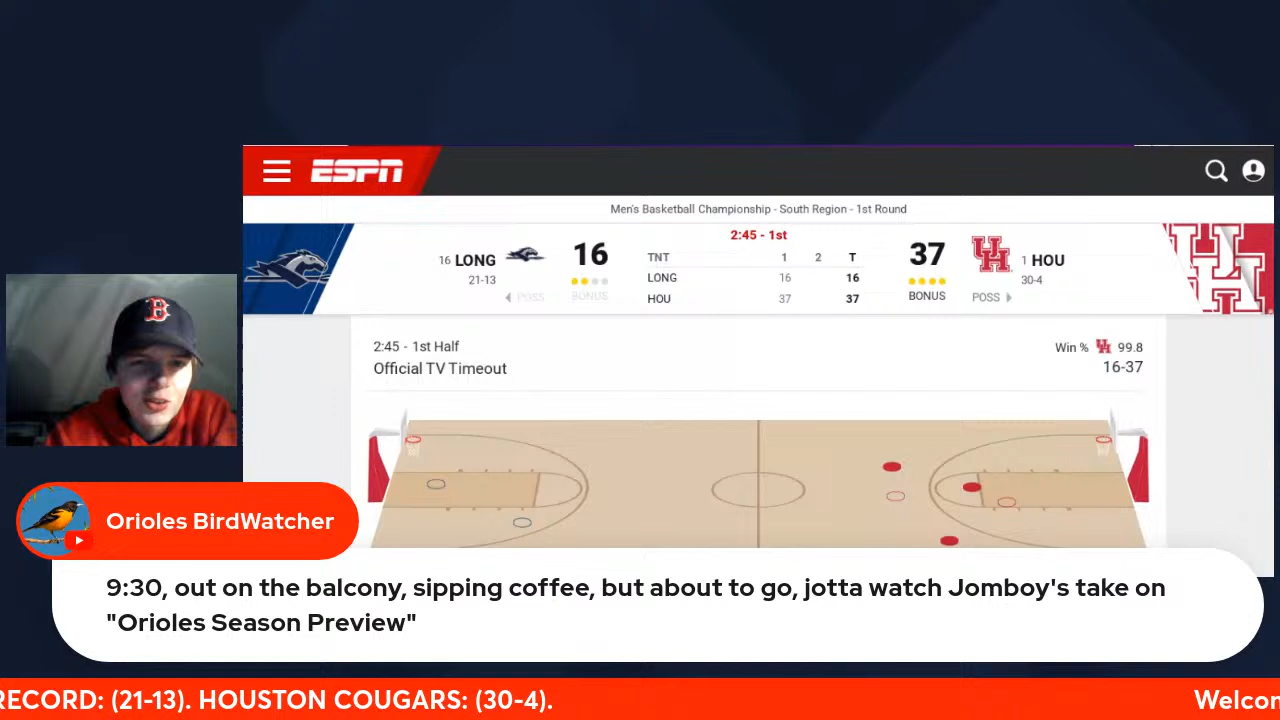 ESPN
Men's Basketball Championship - South Region - 1st Round
2:45 - 1st
16 LONG
21-13
16
POSS
BONUS
TNT 1 2 T
LONG 16 16
HOU 37 37
37
BONUS
1 HOU
30-4
POSS
2:45 - 1st Half
Official TV Timeout
Win % 99.8
16-37
B
Orioles BirdWatcher
9:30, out on the balcony, sipping coffee, but about to go, jotta watch Jomboy's take on
"Orioles Season Preview"
RECORD: (21-13). HOUSTON COUGARS: (30-4). Welcon